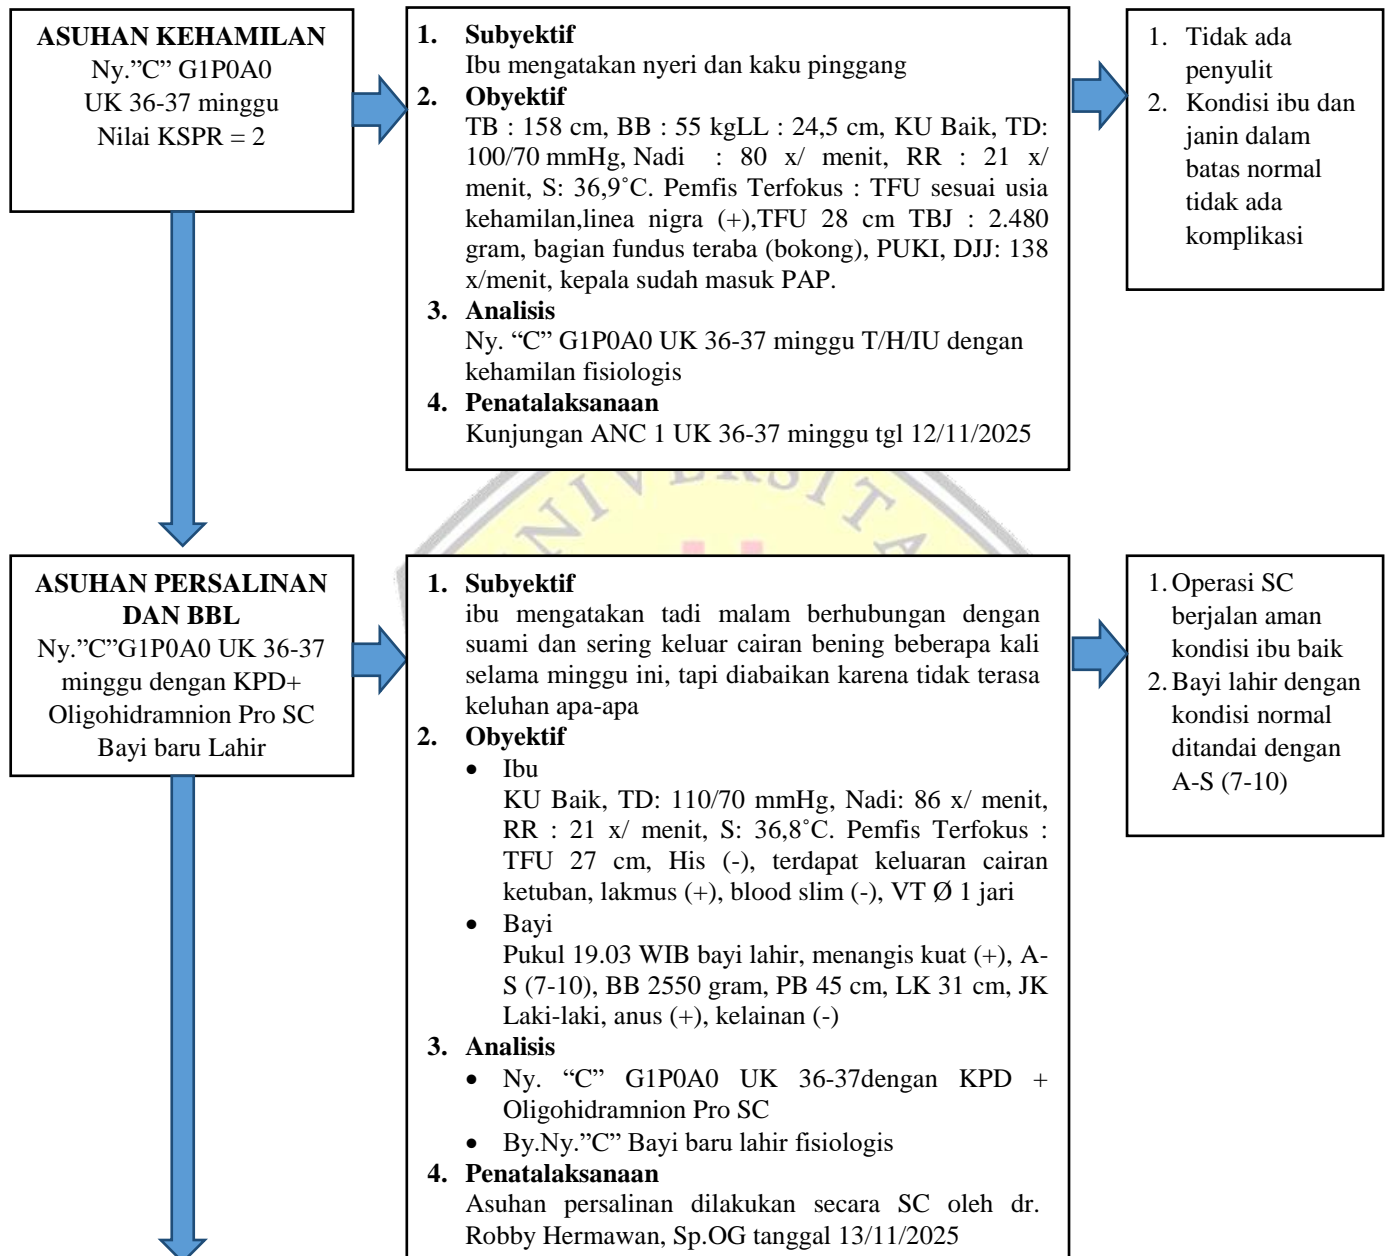 ASUHAN KEHAMILAN
Ny.”C” G1P0A0
UK 36-37 minggu
Nilai KSPR = 2
1. Subyektif
Ibu mengatakan nyeri dan kaku pinggang
2. Obyektif
TB : 158 cm, BB : 55 kgLL : 24,5 cm, KU Baik, TD:
100/70 mmHg, Nadi : 80 x/ menit, RR : 21 x/
menit, S: 36,9˚C. Pemfis Terfokus : TFU sesuai usia
kehamilan,linea nigra (+),TFU 28 cm TBJ : 2.480
gram, bagian fundus teraba (bokong), PUKI, DJJ: 138
x/menit, kepala sudah masuk PAP.
3. Analisis
Ny. “C” G1P0A0 UK 36-37 minggu T/H/IU dengan
kehamilan fisiologis
4. Penatalaksanaan
Kunjungan ANC 1 UK 36-37 minggu tgl 12/11/2025
1. Tidak ada
penyulit
2. Kondisi ibu dan
janin dalam
batas normal
tidak ada
komplikasi
ASUHAN PERSALINAN
DAN BBL
Ny.”C”G1P0A0 UK 36-37
minggu dengan KPD+
Oligohidramnion Pro SC
Bayi baru Lahir
1. Subyektif
ibu mengatakan tadi malam berhubungan dengan
suami dan sering keluar cairan bening beberapa kali
selama minggu ini, tapi diabaikan karena tidak terasa
keluhan apa-apa
2. Obyektif
• Ibu
KU Baik, TD: 110/70 mmHg, Nadi: 86 x/ menit,
RR : 21 x/ menit, S: 36,8˚C. Pemfis Terfokus :
TFU 27 cm, His (-), terdapat keluaran cairan
ketuban, lakmus (+), blood slim (-), VT Ø 1 jari
• Bayi
Pukul 19.03 WIB bayi lahir, menangis kuat (+), A-
S (7-10), BB 2550 gram, PB 45 cm, LK 31 cm, JK
Laki-laki, anus (+), kelainan (-)
3. Analisis
• Ny. “C” G1P0A0 UK 36-37dengan KPD +
Oligohidramnion Pro SC
• By.Ny.”C” Bayi baru lahir fisiologis
4. Penatalaksanaan
Asuhan persalinan dilakukan secara SC oleh dr.
Robby Hermawan, Sp.OG tanggal 13/11/2025
1. Operasi SC
berjalan aman
kondisi ibu baik
2. Bayi lahir dengan
kondisi normal
ditandai dengan
A-S (7-10)